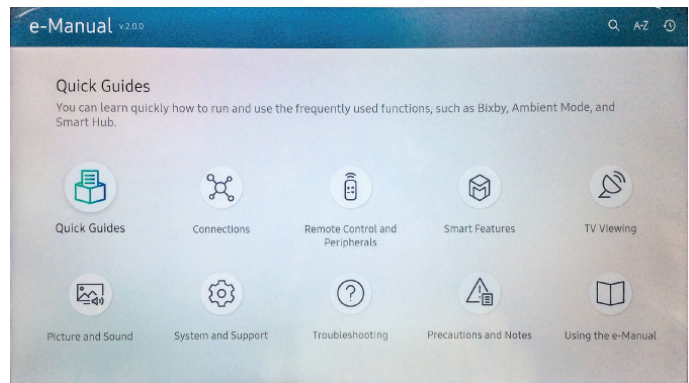 e-Manual v.2.0.0
A-Z
Quick Guides
You can learn quickly how to run and use the frequently used functions, such as Bixby, Ambient Mode, and
Smart Hub.
Quick Guides
Connections
Remote Control and
Peripherals
Smart Features
TV Viewing
Picture and Sound
System and Support
Troubleshooting
Precautions and Notes
Using the e-Manual